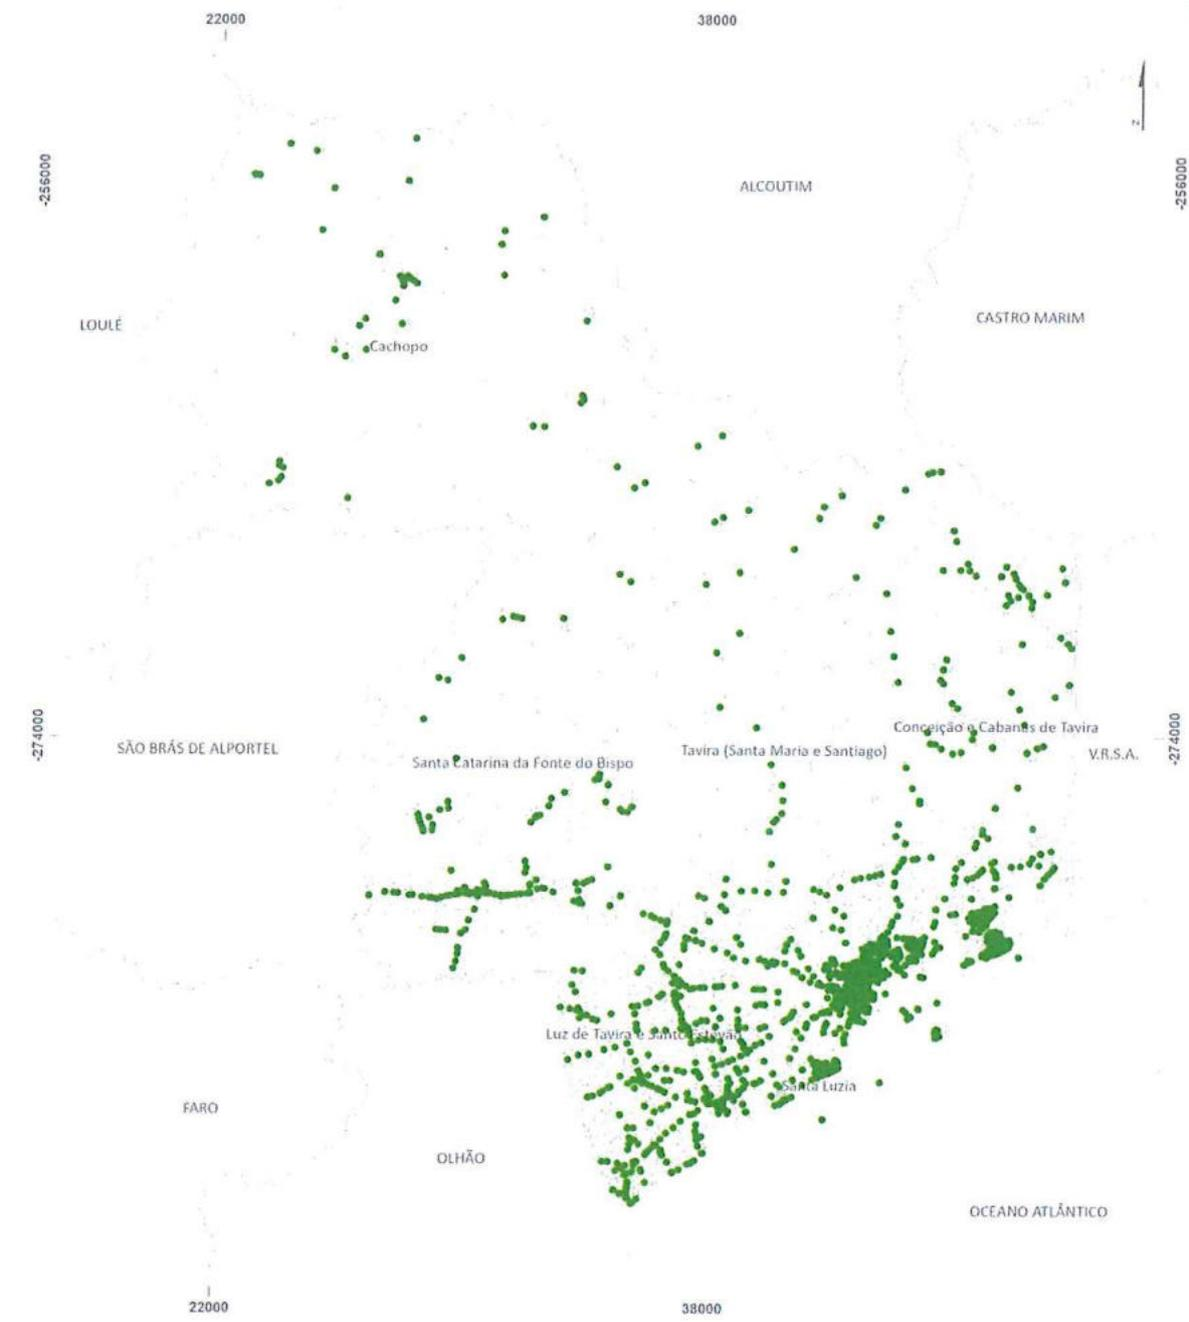 22000
38000
N
-256000
-256000
ALCOUTIM
LOULÉ
CASTRO MARIM
Cachopo
-274000
-274000
SÃO BRÁS DE ALPORTEL
Santa Catarina da Fonte do Bispo
Tavira (Santa Maria e Santiago)
Conceição e Cabanas de Tavira
V.R.S.A.
Luz de Tavira e Santo Estevão
Santa Luzia
FARO
OLHÃO
OCEANO ATLÂNTICO
22000
38000